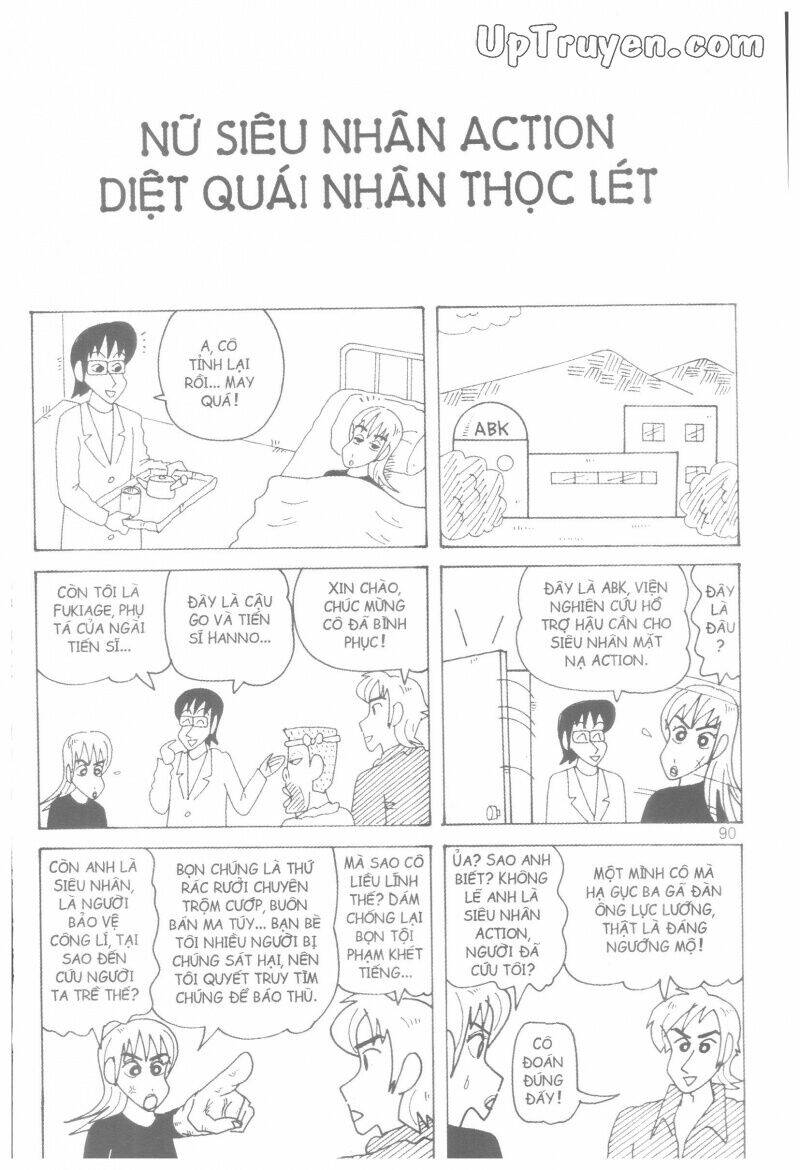 UpTruyen.com
NỮ SIÊU NHÂN ACTION
DIỆT QUÁI NHÂN THỌC LÉT
ABK
A, CÔ
TỈNH LẠI
RỒI... MAY
QUÁ!
ĐÂY
LÀ
ĐÂU
?
ĐÂY LÀ ABK, VIỆN
NGHIÊN CỨU HỔ
TRỢ HẬU CẦN CHO
SIÊU NHÂN MẶT
NẠ ACTION.
XIN CHÀO,
CHÚC MỪNG
CÔ ĐÃ BÌNH
PHỤC!
ĐÂY LÀ CẬU
GO VÀ TIẾN
SĨ HANNO...
CÒN TÔI LÀ
FUKIAGE, PHỤ
TÁ CỦA NGÀI
TIẾN SĨ...
90
MỘT MÌNH CÔ MÀ
HẠ GỤC BA GÃ ĐÀN
ÔNG LỰC LƯỠNG,
THẬT LÀ ĐÁNG
NGƯỠNG MỘ!
ỦA? SAO ANH
BIẾT? KHÔNG
LẼ ANH LÀ
SIÊU NHÂN
ACTION,
NGƯỜI ĐÃ
CỨU TÔI?
CÔ
ĐOÁN
ĐÚNG
ĐẤY!
MÀ SAO CÔ
LIỀU LĨNH
THẾ? DÁM
CHỐNG LẠI
BỌN TỘI
PHẠM KHÉT
TIẾNG...
BỌN CHÚNG LÀ THỨ
RÁC RƯỞI CHUYÊN
TRỘM CƯỚP, BUÔN
BÁN MA TÚY... BẠN BÈ
TÔI NHIỀU NGƯỜI BỊ
CHÚNG SÁT HẠI, NÊN
TÔI QUYẾT TRUY TÌM
CHÚNG ĐỂ BÁO THÙ.
CÒN ANH LÀ
SIÊU NHÂN,
LÀ NGƯỜI
BẢO VỆ
CÔNG LÍ, TẠI
SAO ĐẾN
CỨU NGƯỜI
TA TRỄ THẾ?